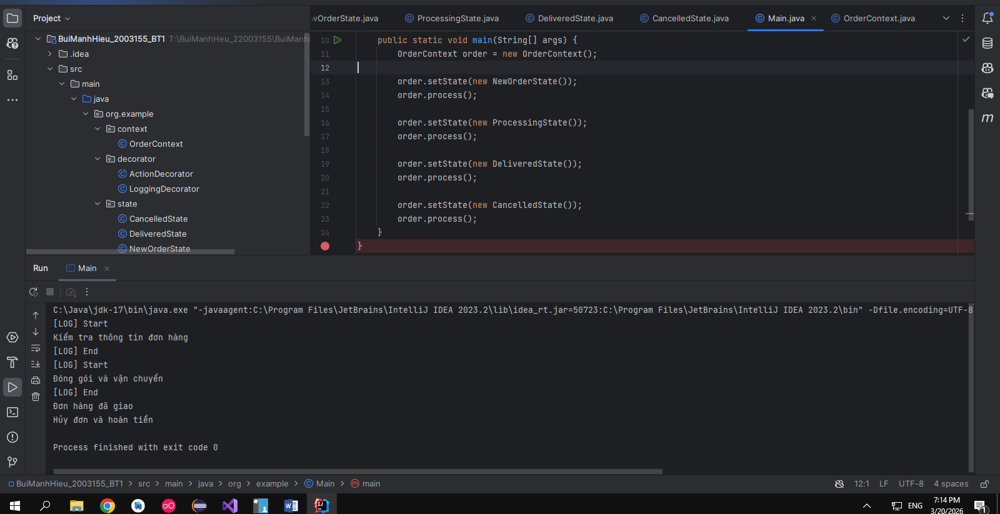 Project
wOrderState.java
ProcessingState.java
DeliveredState.java
CancelledState.java
Main.java
OrderContext.java
BuiManhHieu_2003155_BT1 T:\BuiManhHeu_22003155\BuiManh
.idea
src
main
java
org.example
context
OrderContext
decorator
ActionDecorator
LoggingDecorator
state
CancelledState
DeliveredState
NewOrderState
10 public static void main(String[] args) {
11 OrderContext order = new OrderContext();
12
13 order.setState(new NewOrderState());
14 order.process();
15
16 order.setState(new ProcessingState());
17 order.process();
18
19 order.setState(new DeliveredState());
20 order.process();
21
22 order.setState(new CancelledState());
23 order.process();
24 }
}
Run Main
C:\Java\jdk-17\bin\java.exe "-javaagent:C:\Program Files\JetBrains\IntelliJ IDEA 2023.2\lib\idea_rt.jar=50723:C:\Program Files\JetBrains\IntelliJ IDEA 2023.2\bin" -Dfile.encoding=UTF-8
[LOG] Start
Kiểm tra thông tin đơn hàng
[LOG] End
[LOG] Start
Đóng gói và vận chuyển
[LOG] End
Đơn hàng đã giao
Hủy đơn và hoàn tiền
Process finished with exit code 0
BuiManhHieu_2003155_BT1 > src > main > java > org > example > Main > main
12:1 LF UTF-8 4 spaces
ENG
7:14 PM
3/20/2026
1